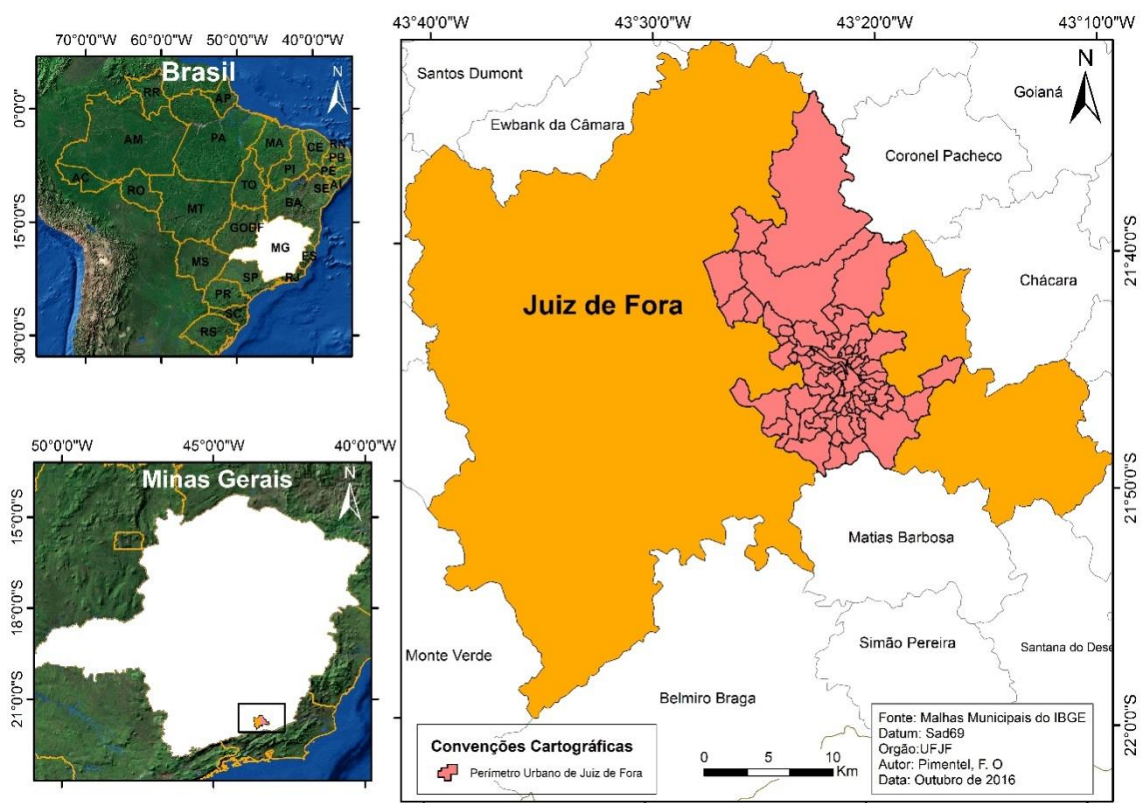 70°0'0"W 60°0'0"W 50°0'0"W 40°0'0"W
Brasil
N
0°0'0"
15°0'0"S
30°0'0"S
RR
AP
AM
PA
MA
CE
RN
PB
PI
PE
AC
RO
TO
SE
AL
BA
MT
GO
DF
MG
ES
MS
SP
RJ
PR
SC
RS
50°0'0"W 45°0'0"W 40°0'0"W
Minas Gerais
N
15°0'0"S
18°0'0"S
21°0'0"S
43°40'0"W 43°30'0"W 43°20'0"W 43°10'0"W
N
Santos Dumont
Goianá
Ewbank da Câmara
Coronel Pacheco
21°40'0"S
Chácara
Juiz de Fora
21°50'0"S
Matias Barbosa
Simão Pereira
Monte Verde
Santana do Dese
Belmiro Braga
22°0'0"S
Convenções Cartográficas
Perímetro Urbano de Juiz de Fora
0 5 10
Km
Fonte: Malhas Municipais do IBGE
Datum: Sad69
Orgão:UFJF
Autor: Pimentel, F. O
Data: Outubro de 2016